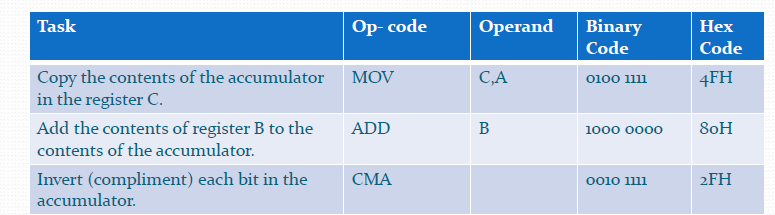 Task Op- code Operand Binary Code Hex Code
Copy the contents of the accumulator in the register C. MOV C,A 0100 1111 4FH
Add the contents of register B to the contents of the accumulator. ADD B 1000 0000 80H
Invert (compliment) each bit in the accumulator. CMA 0010 1111 2FH